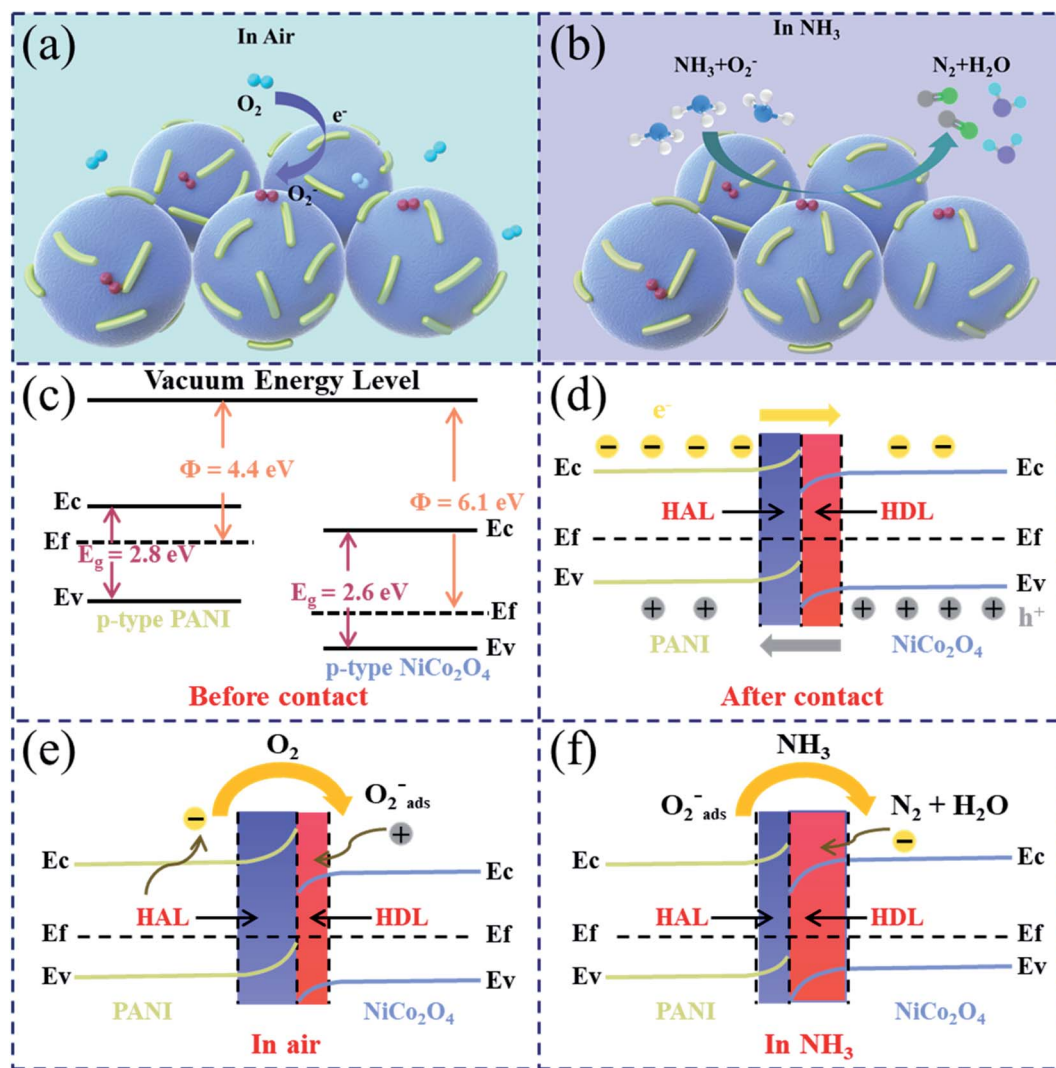 (a)
In Air
O₂
e⁻
O₂⁻
(b)
In NH₃
NH₃+O₂⁻
N₂+H₂O
(c)
Vacuum Energy Level
Φ = 4.4 eV
Φ = 6.1 eV
Ec
Ec
Ef
E_g = 2.8 eV
E_g = 2.6 eV
Ef
Ev
p-type PANI
Ev
p-type NiCo₂O₄
Before contact
(d)
e⁻
− − − − − −
Ec
Ec
HAL
HDL
Ef
Ef
Ev
Ev
+ + + + + +
h⁺
PANI
NiCo₂O₄
After contact
(e)
O₂
−
O₂⁻ads
+
Ec
Ec
HAL
HDL
Ef
Ef
Ev
Ev
PANI
NiCo₂O₄
In air
(f)
NH₃
O₂⁻ads
N₂ + H₂O
−
Ec
Ec
HAL
HDL
Ef
Ef
Ev
Ev
PANI
NiCo₂O₄
In NH₃